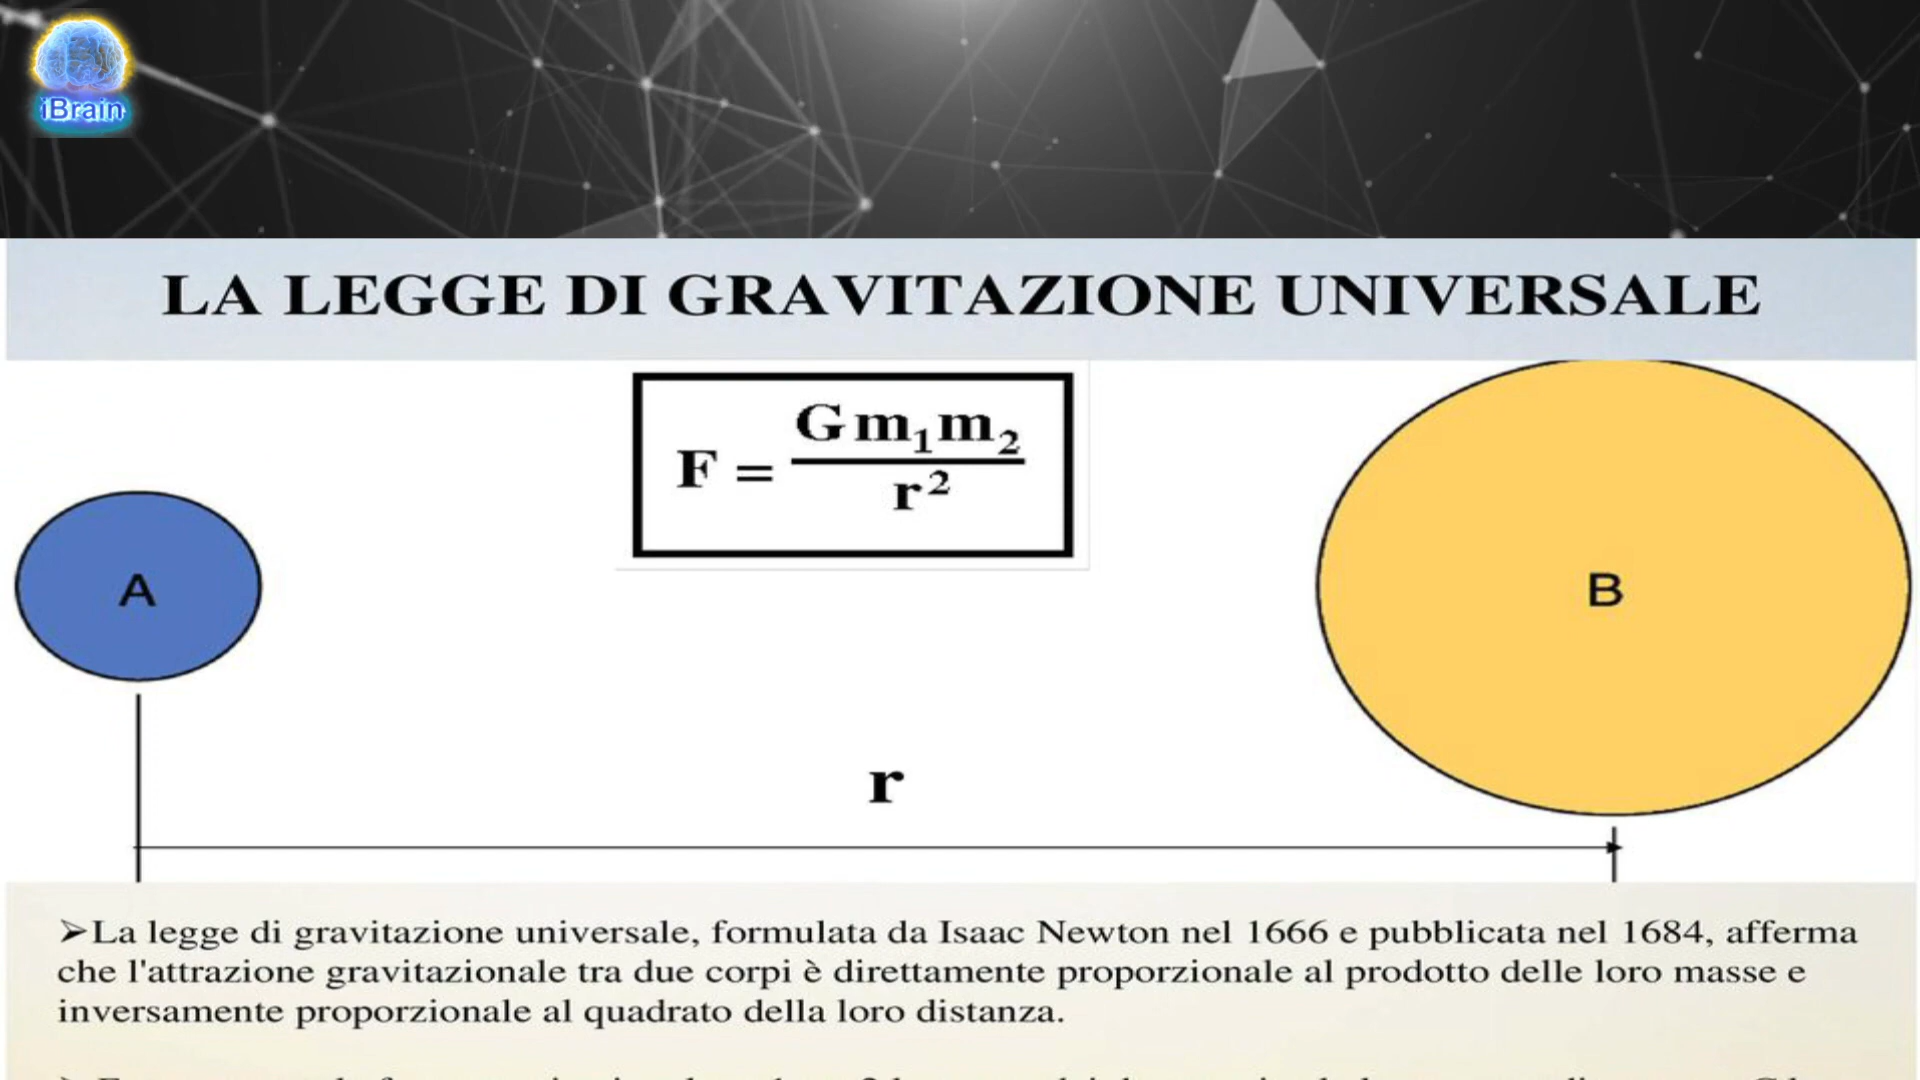 iBrain
LA LEGGE DI GRAVITAZIONE UNIVERSALE
F = G m₁ m₂ / r²
A
B
r
➢La legge di gravitazione universale, formulata da Isaac Newton nel 1666 e pubblicata nel 1684, afferma
che l'attrazione gravitazionale tra due corpi è direttamente proporzionale al prodotto delle loro masse e
inversamente proporzionale al quadrato della loro distanza.